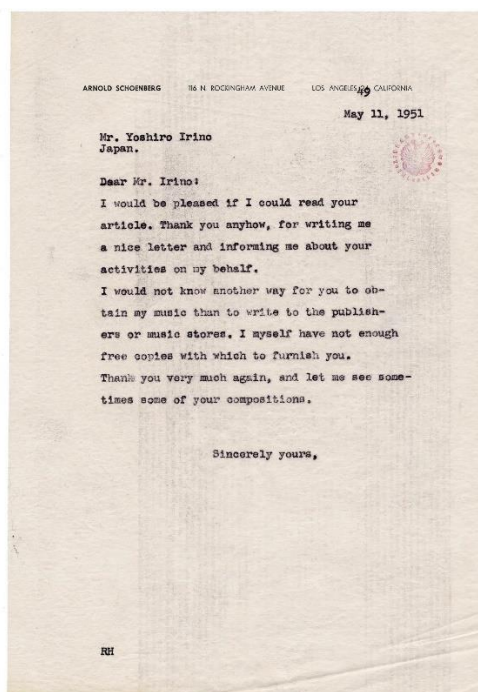 ARNOLD SCHOENBERG 116 N. ROCKINGHAM AVENUE LOS ANGELES CALIFORNIA
49
May 11, 1951
Mr. Yoshiro Irino
Japan.
Dear Mr. Irino:
I would be pleased if I could read your
article. Thank you anyhow, for writing me
a nice letter and informing me about your
activities on my behalf.
I would not know another way for you to ob-
tain my music than to write to the publish-
ers or music stores. I myself have not enough
free copies with which to furnish you.
Thank you very much again, and let me see some-
times some of your compositions.
Sincerely yours,
RH